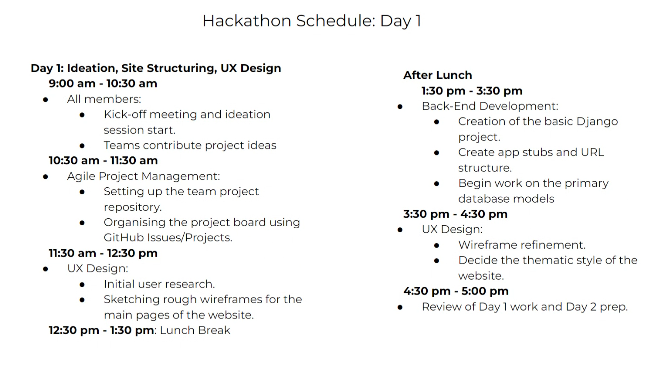 Hackathon Schedule: Day 1
Day 1: Ideation, Site Structuring, UX Design
9:00 am - 10:30 am
● All members:
● Kick-off meeting and ideation
session start.
● Teams contribute project ideas
10:30 am - 11:30 am
● Agile Project Management:
● Setting up the team project
repository.
● Organising the project board using
GitHub Issues/Projects.
11:30 am - 12:30 pm
● UX Design:
● Initial user research.
● Sketching rough wireframes for the
main pages of the website.
12:30 pm - 1:30 pm: Lunch Break
After Lunch
1:30 pm - 3:30 pm
● Back-End Development:
● Creation of the basic Django
project.
● Create app stubs and URL
structure.
● Begin work on the primary
database models
3:30 pm - 4:30 pm
● UX Design:
● Wireframe refinement.
● Decide the thematic style of the
website.
4:30 pm - 5:00 pm
● Review of Day 1 work and Day 2 prep.